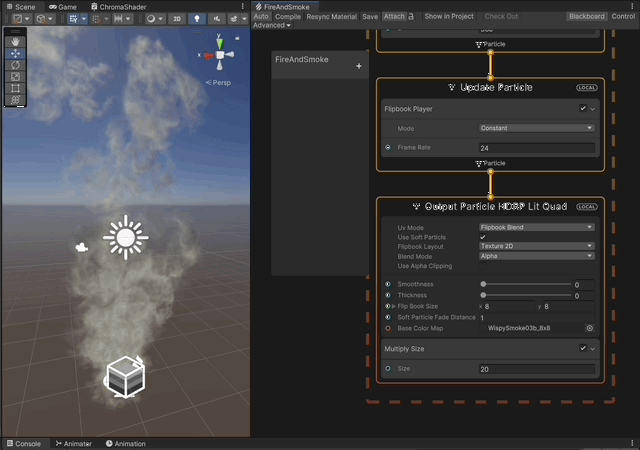 Scene
Game
ChromaShader
FireAndSmoke
Auto Compile Resync Material Save Attach Show in Project Check Out Blackboard Control
Advanced
2D
y
x
Persp
FireAndSmoke
+
Particle
Update Particle
LOCAL
Flipbook Player
Mode Constant
Frame Rate 24
Particle
Output Particle HDRP Lit Quad
LOCAL
Uv Mode Flipbook Blend
Use Soft Particle
Flipbook Layout Texture 2D
Blend Mode Alpha
Use Alpha Clipping
Smoothness 0
Thickness 0
Flip Book Size x 8 y 8
Soft Particle Fade Distance 1
Base Color Map WispySmoke03b_8x8
Multiply Size
Size 20
Console
Animator
Animation